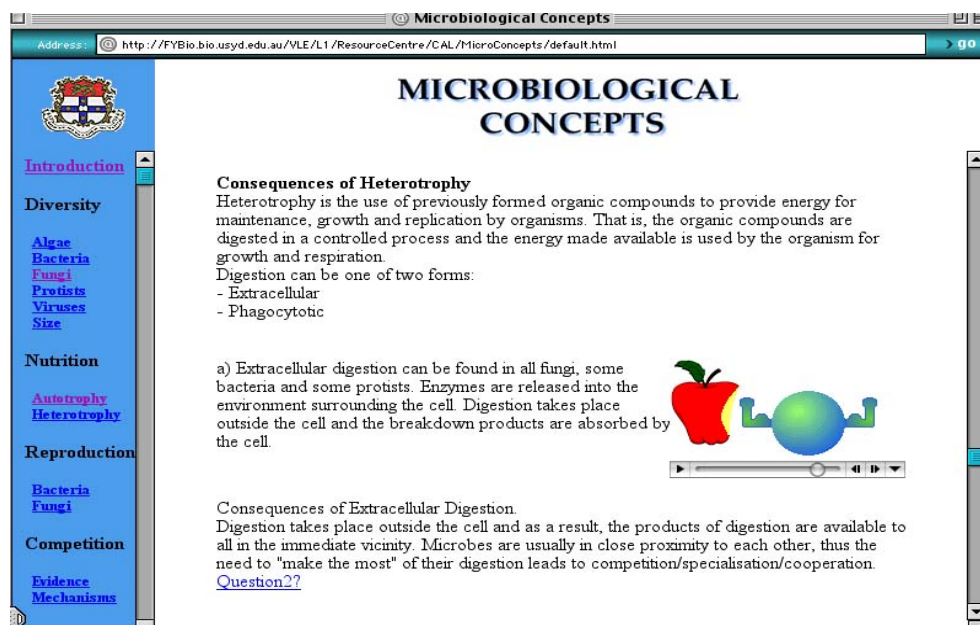 Microbiological Concepts
Address: http://FYBio.bio.usyd.edu.au/VLE/L1/ResourceCentre/CAL/MicroConcepts/default.html
go
MICROBIOLOGICAL
CONCEPTS
Introduction
Diversity
Algae
Bacteria
Fungi
Protists
Viruses
Size
Nutrition
Autotrophy
Heterotrophy
Reproduction
Bacteria
Fungi
Competition
Evidence
Mechanisms
Consequences of Heterotrophy
Heterotrophy is the use of previously formed organic compounds to provide energy for
maintenance, growth and replication by organisms. That is, the organic compounds are
digested in a controlled process and the energy made available is used by the organism for
growth and respiration.
Digestion can be one of two forms:
- Extracellular
- Phagocytotic
a) Extracellular digestion can be found in all fungi, some
bacteria and some protists. Enzymes are released into the
environment surrounding the cell. Digestion takes place
outside the cell and the breakdown products are absorbed by
the cell.
Consequences of Extracellular Digestion.
Digestion takes place outside the cell and as a result, the products of digestion are available to
all in the immediate vicinity. Microbes are usually in close proximity to each other, thus the
need to "make the most" of their digestion leads to competition/specialisation/cooperation.
Question2?